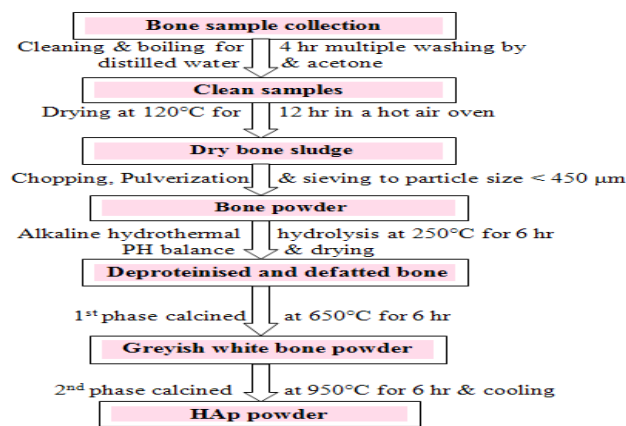 Bone sample collection
Cleaning & boiling for 4 hr multiple washing by
distilled water & acetone
Clean samples
Drying at 120°C for 12 hr in a hot air oven
Dry bone sludge
Chopping, Pulverization & sieving to particle size < 450 µm
Bone powder
Alkaline hydrothermal hydrolysis at 250°C for 6 hr
PH balance & drying
Deproteinised and defatted bone
1st phase calcined at 650°C for 6 hr
Greyish white bone powder
2nd phase calcined at 950°C for 6 hr & cooling
HAp powder